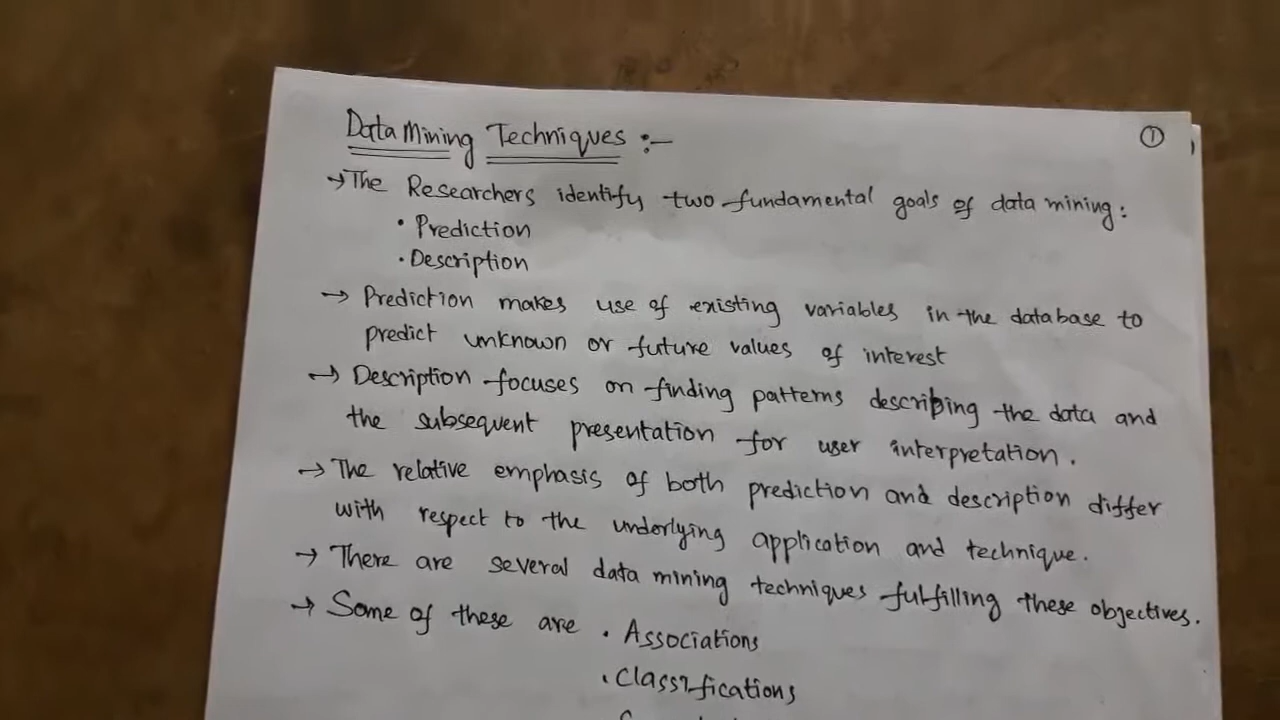 Data Mining Techniques :-
①
→ The Researchers identify two fundamental goals of data mining:
• Prediction
• Description
→ Prediction makes use of existing variables in the database to
predict unknown or future values of interest
→ Description focuses on finding patterns describing the data and
the subsequent presentation for user interpretation.
→ The relative emphasis of both prediction and description differ
with respect to the underlying application and technique.
→ There are several data mining techniques fulfilling these objectives.
→ Some of these are • Associations
• Classifications